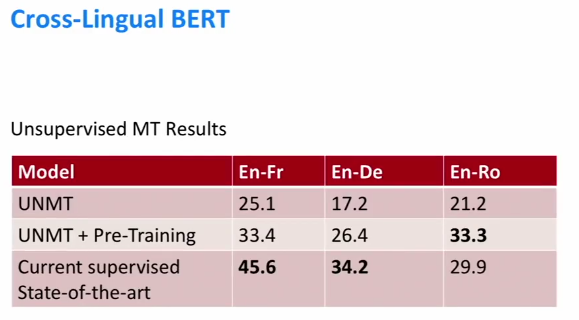 Cross-Lingual BERT
Unsupervised MT Results
Model En-Fr En-De En-Ro
UNMT 25.1 17.2 21.2
UNMT + Pre-Training 33.4 26.4 33.3
Current supervised 45.6 34.2 29.9
State-of-the-art